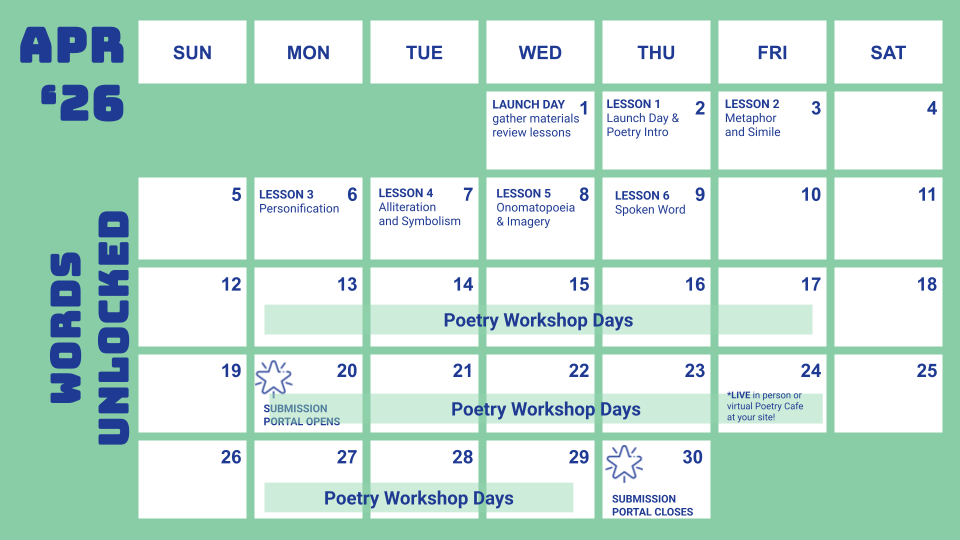 APR
‘26
WORDS
UNLOCKED
SUN MON TUE WED THU FRI SAT
LAUNCH DAY 1
gather materials
review lessons
LESSON 1 2
Launch Day &
Poetry Intro
LESSON 2 3
Metaphor
and Simile
4
5
LESSON 3 6
Personification
LESSON 4 7
Alliteration
and Symbolism
LESSON 5 8
Onomatopoeia
& Imagery
LESSON 6 9
Spoken Word
10
11
12 13 14 15 16 17 18
Poetry Workshop Days
19 20 21 22 23 24 25
SUBMISSION
PORTAL OPENS
Poetry Workshop Days
*LIVE in person or
virtual Poetry Cafe
at your site!
26 27 28 29 30
Poetry Workshop Days
SUBMISSION
PORTAL CLOSES